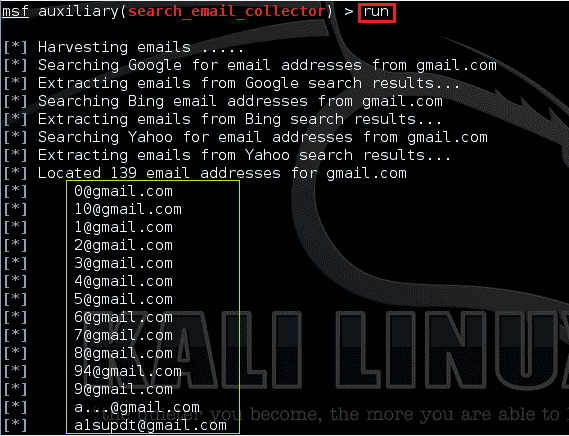 msf auxiliary(search_email_collector) > run
[*] Harvesting emails .....
[*] Searching Google for email addresses from gmail.com
[*] Extracting emails from Google search results...
[*] Searching Bing email addresses from gmail.com
[*] Extracting emails from Bing search results...
[*] Searching Yahoo for email addresses from gmail.com
[*] Extracting emails from Yahoo search results...
[*] Located 139 email addresses for gmail.com
[*] 0@gmail.com
[*] 10@gmail.com
[*] 1@gmail.com
[*] 2@gmail.com
[*] 3@gmail.com
[*] 4@gmail.com
[*] 5@gmail.com
[*] 6@gmail.com
[*] 7@gmail.com
[*] 8@gmail.com
[*] 94@gmail.com
[*] 9@gmail.com
[*] a...@gmail.com
[*] alsupdt@gmail.com
KALI LINUX
the quieter you become, the more you are able to